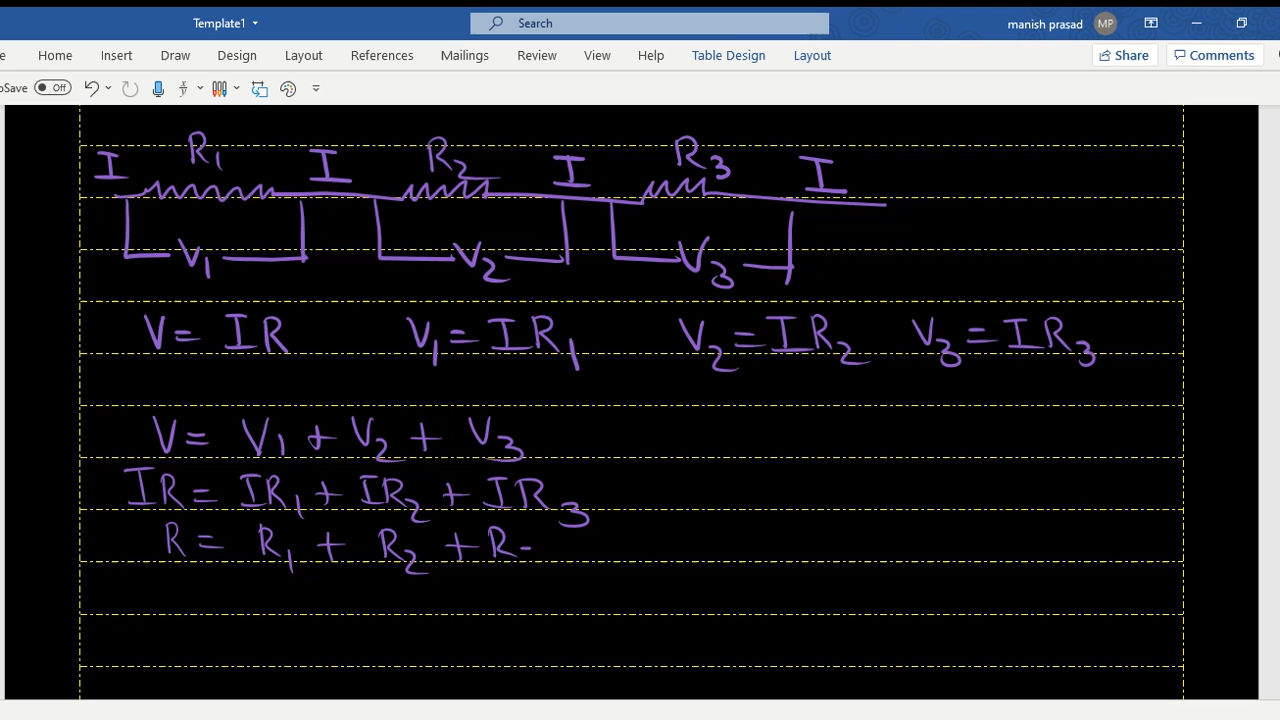 Template1
Search
manish prasad MP
Home Insert Draw Design Layout References Mailings Review View Help Table Design Layout Share Comments
oSave Off
I R₁ I R₂ I R₃ I
V₁ V₂ V₃
V = IR V₁ = IR₁ V₂ = IR₂ V₃ = IR₃
V = V₁ + V₂ + V₃
IR = IR₁ + IR₂ + IR₃
R = R₁ + R₂ + R